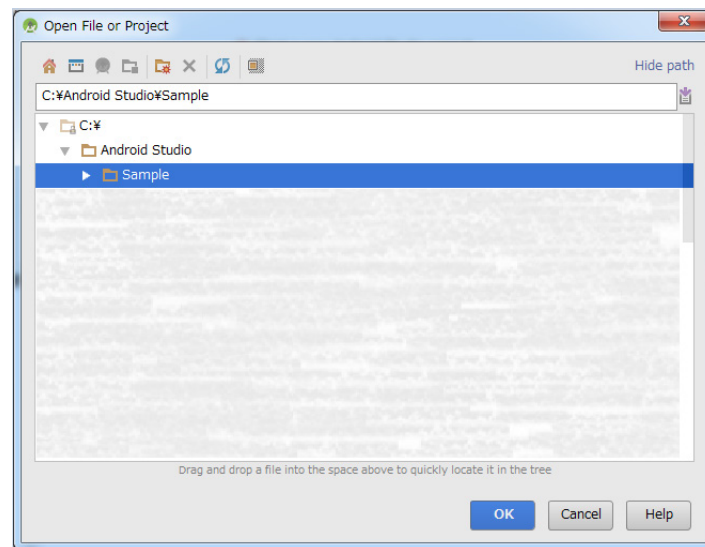 Open File or Project
Hide path
C:¥Android Studio¥Sample
C:¥
Android Studio
Sample
Drag and drop a file into the space above to quickly locate it in the tree
OK Cancel Help